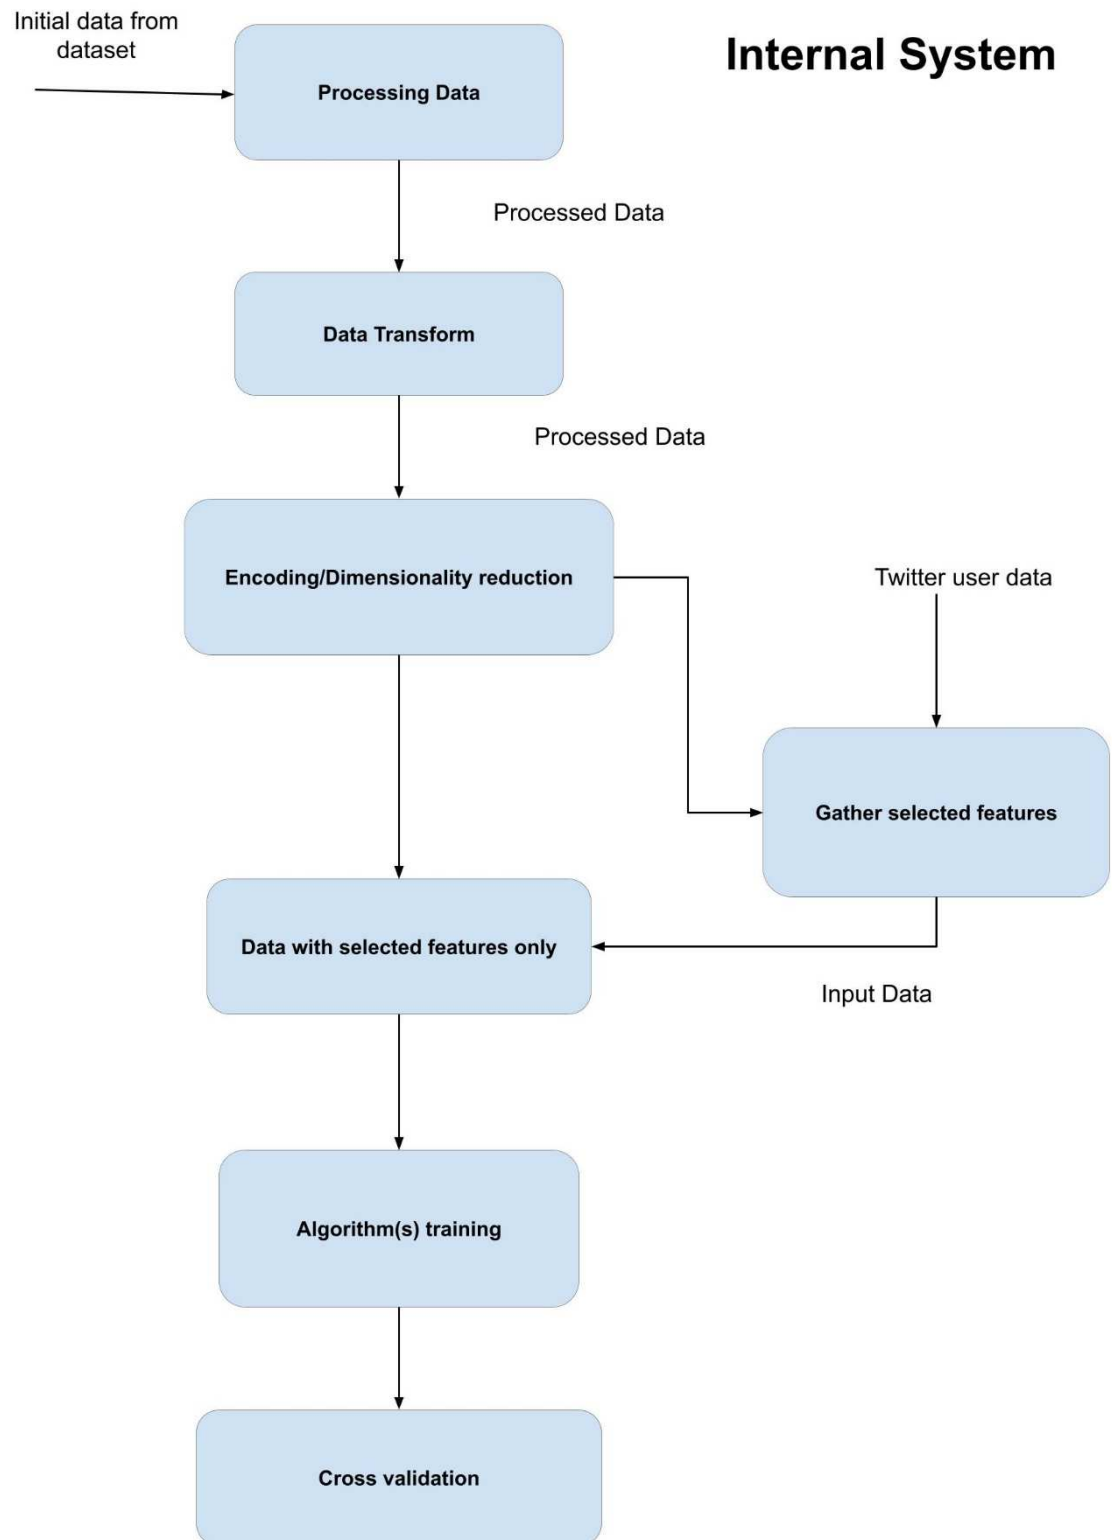 Initial data from
dataset
Internal System
Processing Data
Processed Data
Data Transform
Processed Data
Encoding/Dimensionality reduction
Twitter user data
Gather selected features
Data with selected features only
Input Data
Algorithm(s) training
Cross validation